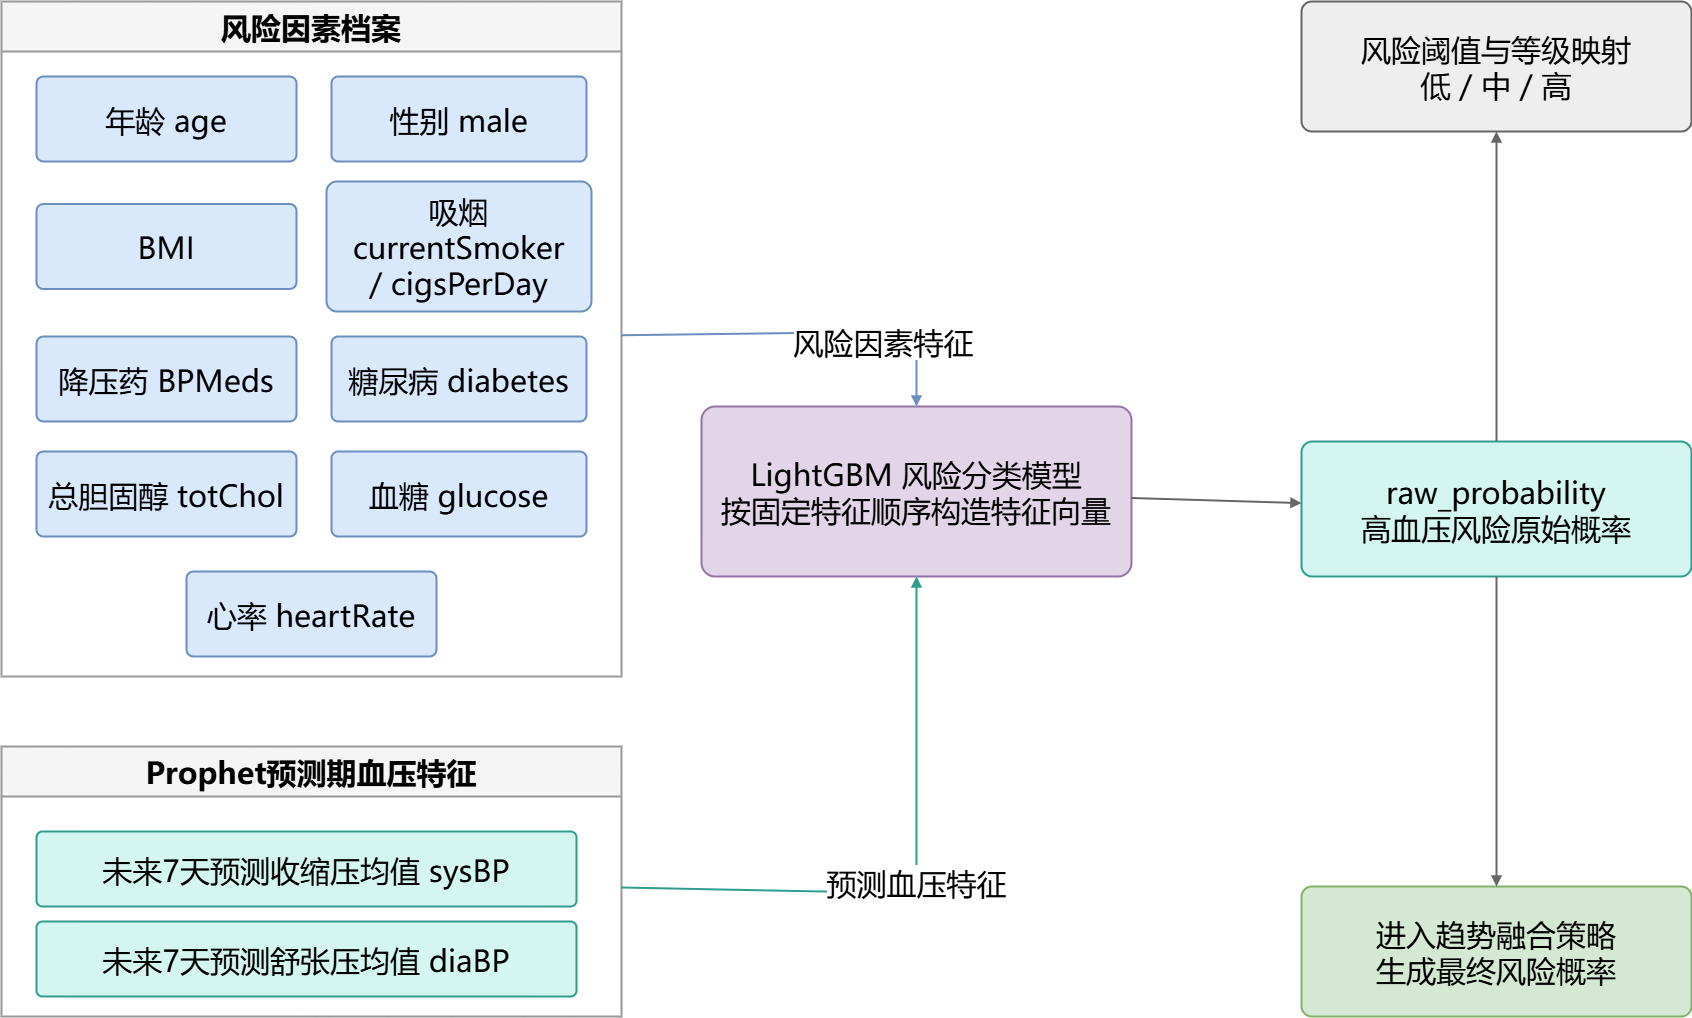 风险因素档案
年龄 age
性别 male
BMI
吸烟
currentSmoker
/ cigsPerDay
降压药 BPMeds
糖尿病 diabetes
总胆固醇 totChol
血糖 glucose
心率 heartRate
Prophet预测期血压特征
未来7天预测收缩压均值 sysBP
未来7天预测舒张压均值 diaBP
风险因素特征
预测血压特征
LightGBM 风险分类模型
按固定特征顺序构造特征向量
风险阈值与等级映射
低 / 中 / 高
raw_probability
高血压风险原始概率
进入趋势融合策略
生成最终风险概率